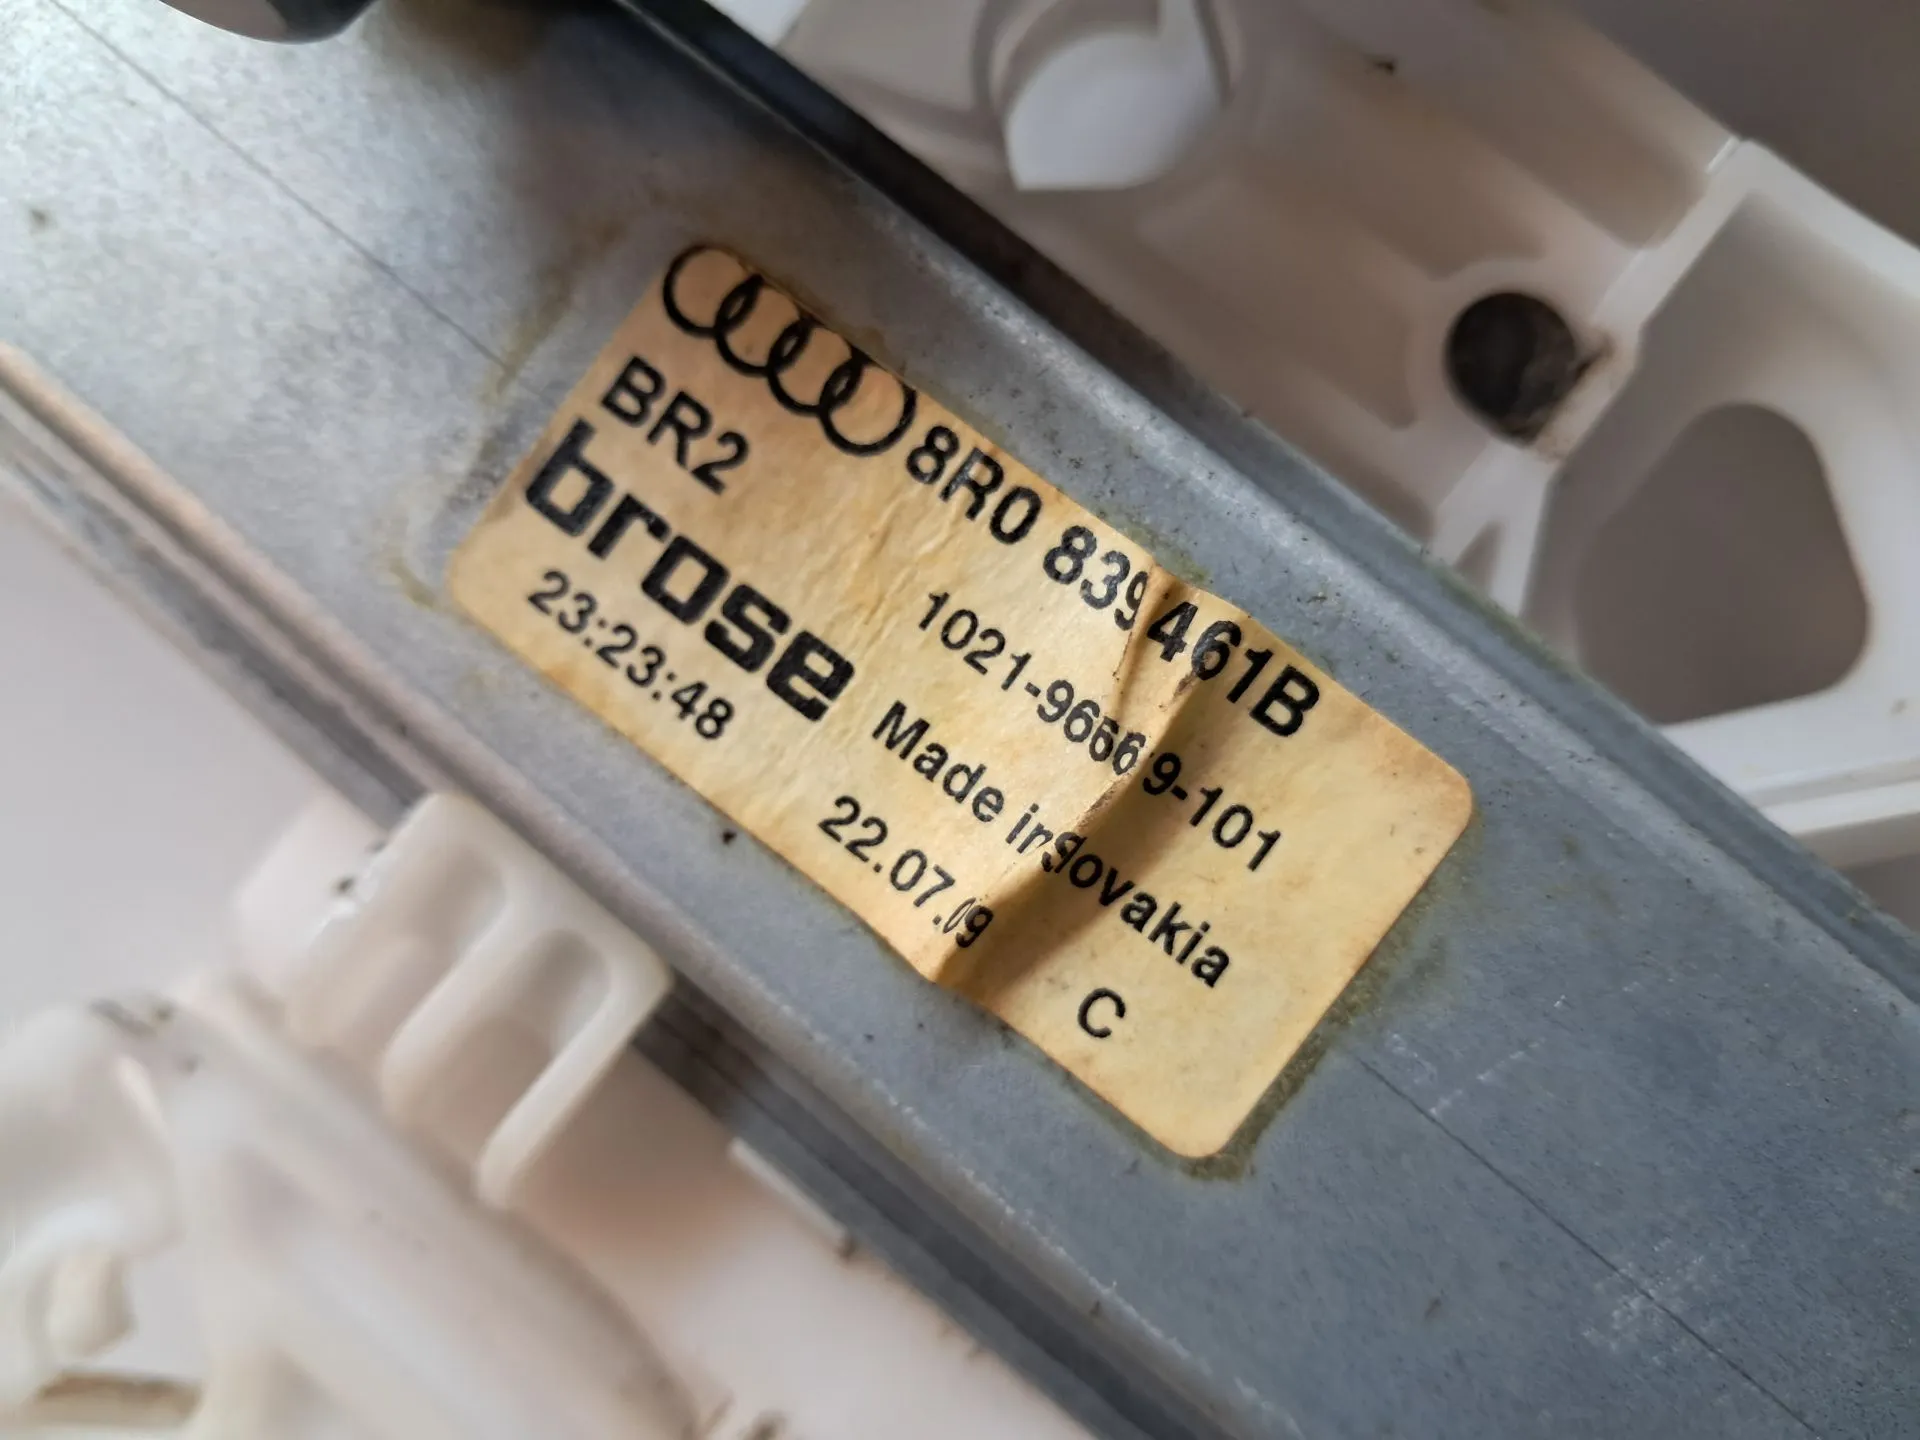 8R0 839 461B
BR2
1021-96669-101
brose
Made in Slovakia
23:23:48
22.07.09
C